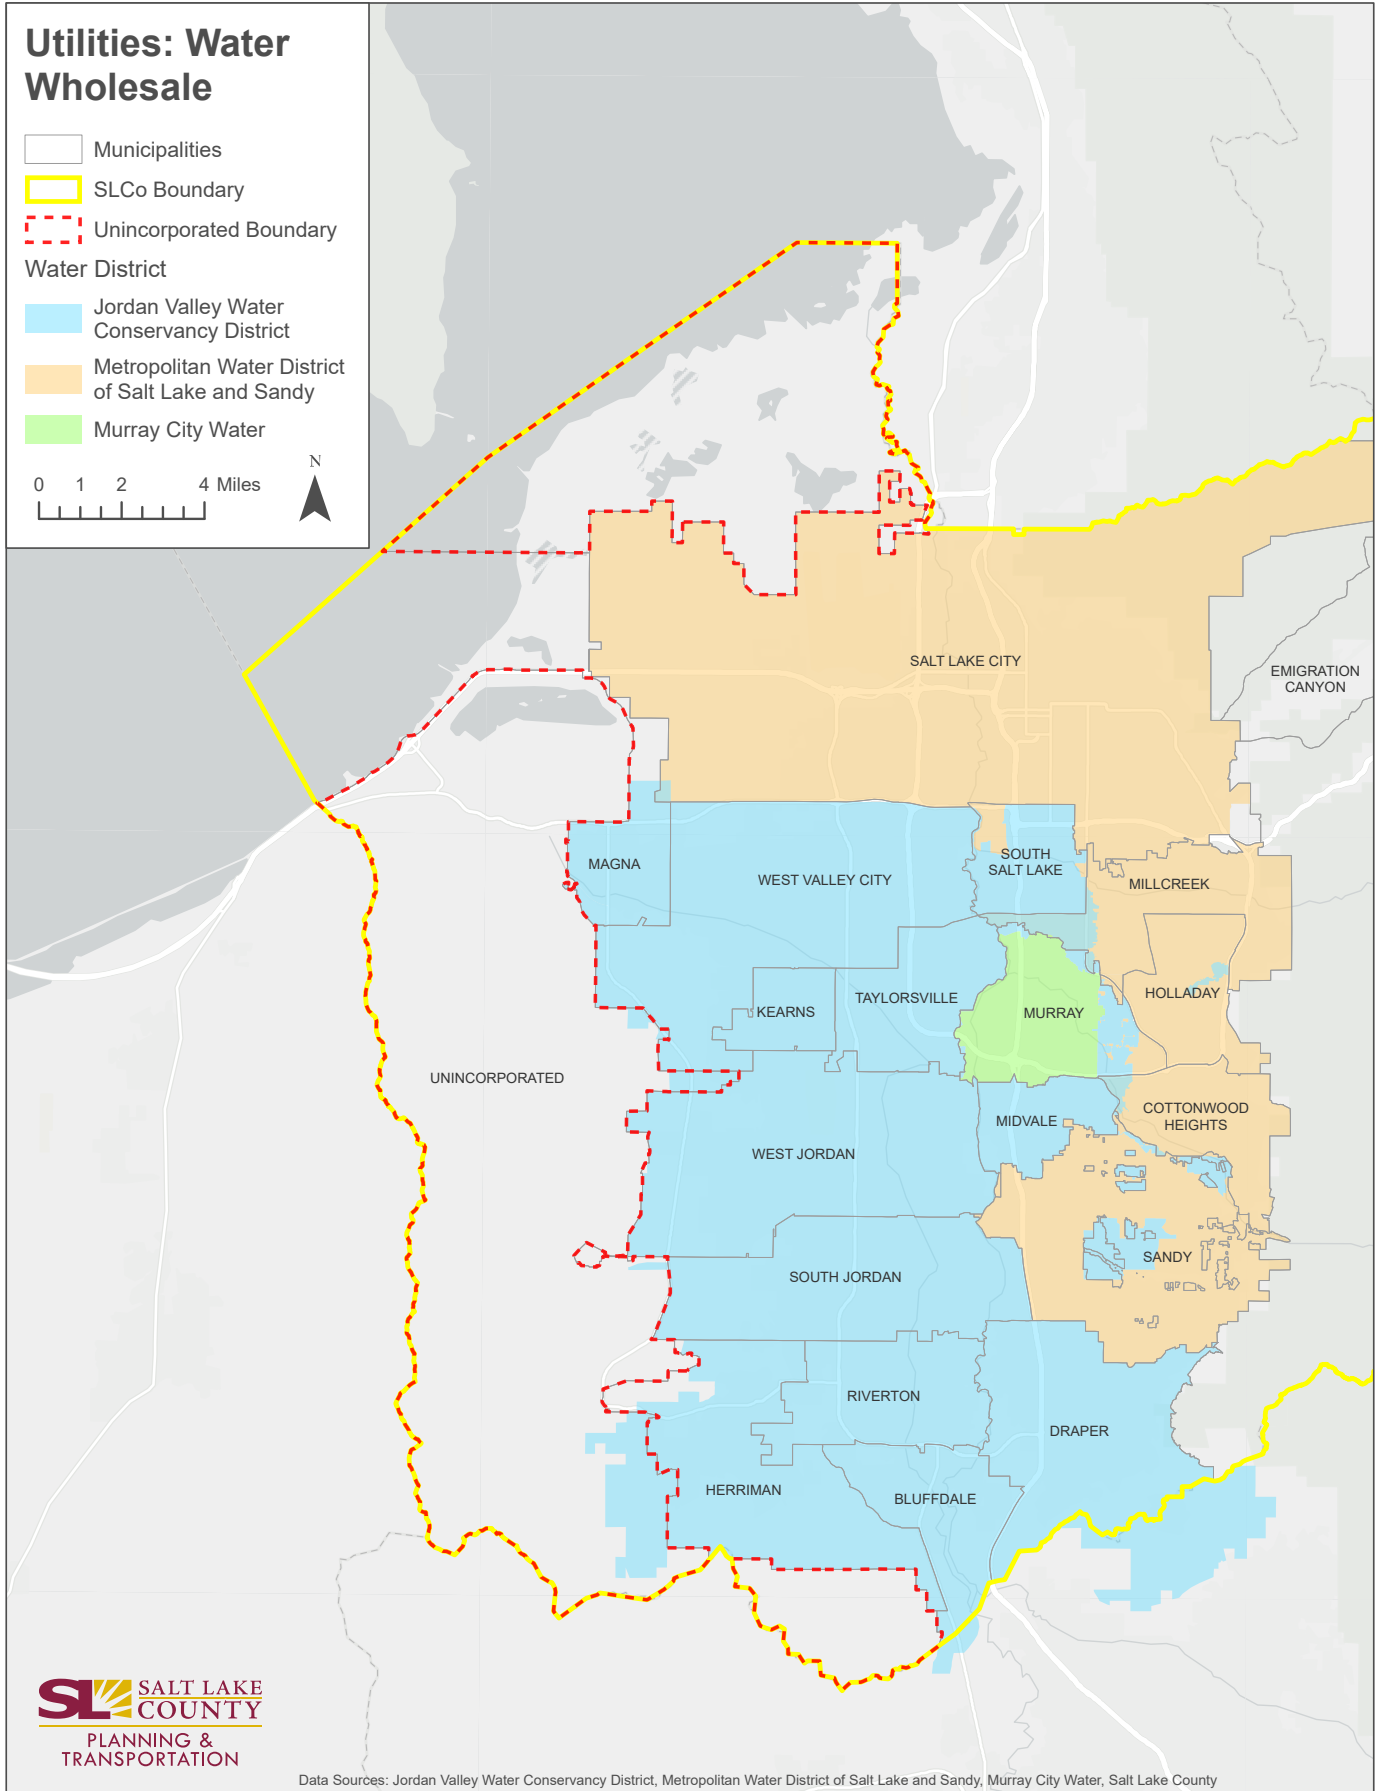 Utilities: Water
Wholesale
Municipalities
SLCo Boundary
Unincorporated Boundary
Water District
Jordan Valley Water
Conservancy District
Metropolitan Water District
of Salt Lake and Sandy
Murray City Water
0 1 2 4 Miles
N
SALT LAKE CITY
EMIGRATION
CANYON
MAGNA
WEST VALLEY CITY
SOUTH
SALT LAKE
MILLCREEK
KEARNS
TAYLORSVILLE
MURRAY
HOLLADAY
UNINCORPORATED
WEST JORDAN
MIDVALE
COTTONWOOD
HEIGHTS
SANDY
SOUTH JORDAN
RIVERTON
DRAPER
HERRIMAN
BLUFFDALE
SL SALT LAKE
COUNTY
PLANNING &
TRANSPORTATION
Data Sources: Jordan Valley Water Conservancy District, Metropolitan Water District of Salt Lake and Sandy, Murray City Water, Salt Lake County